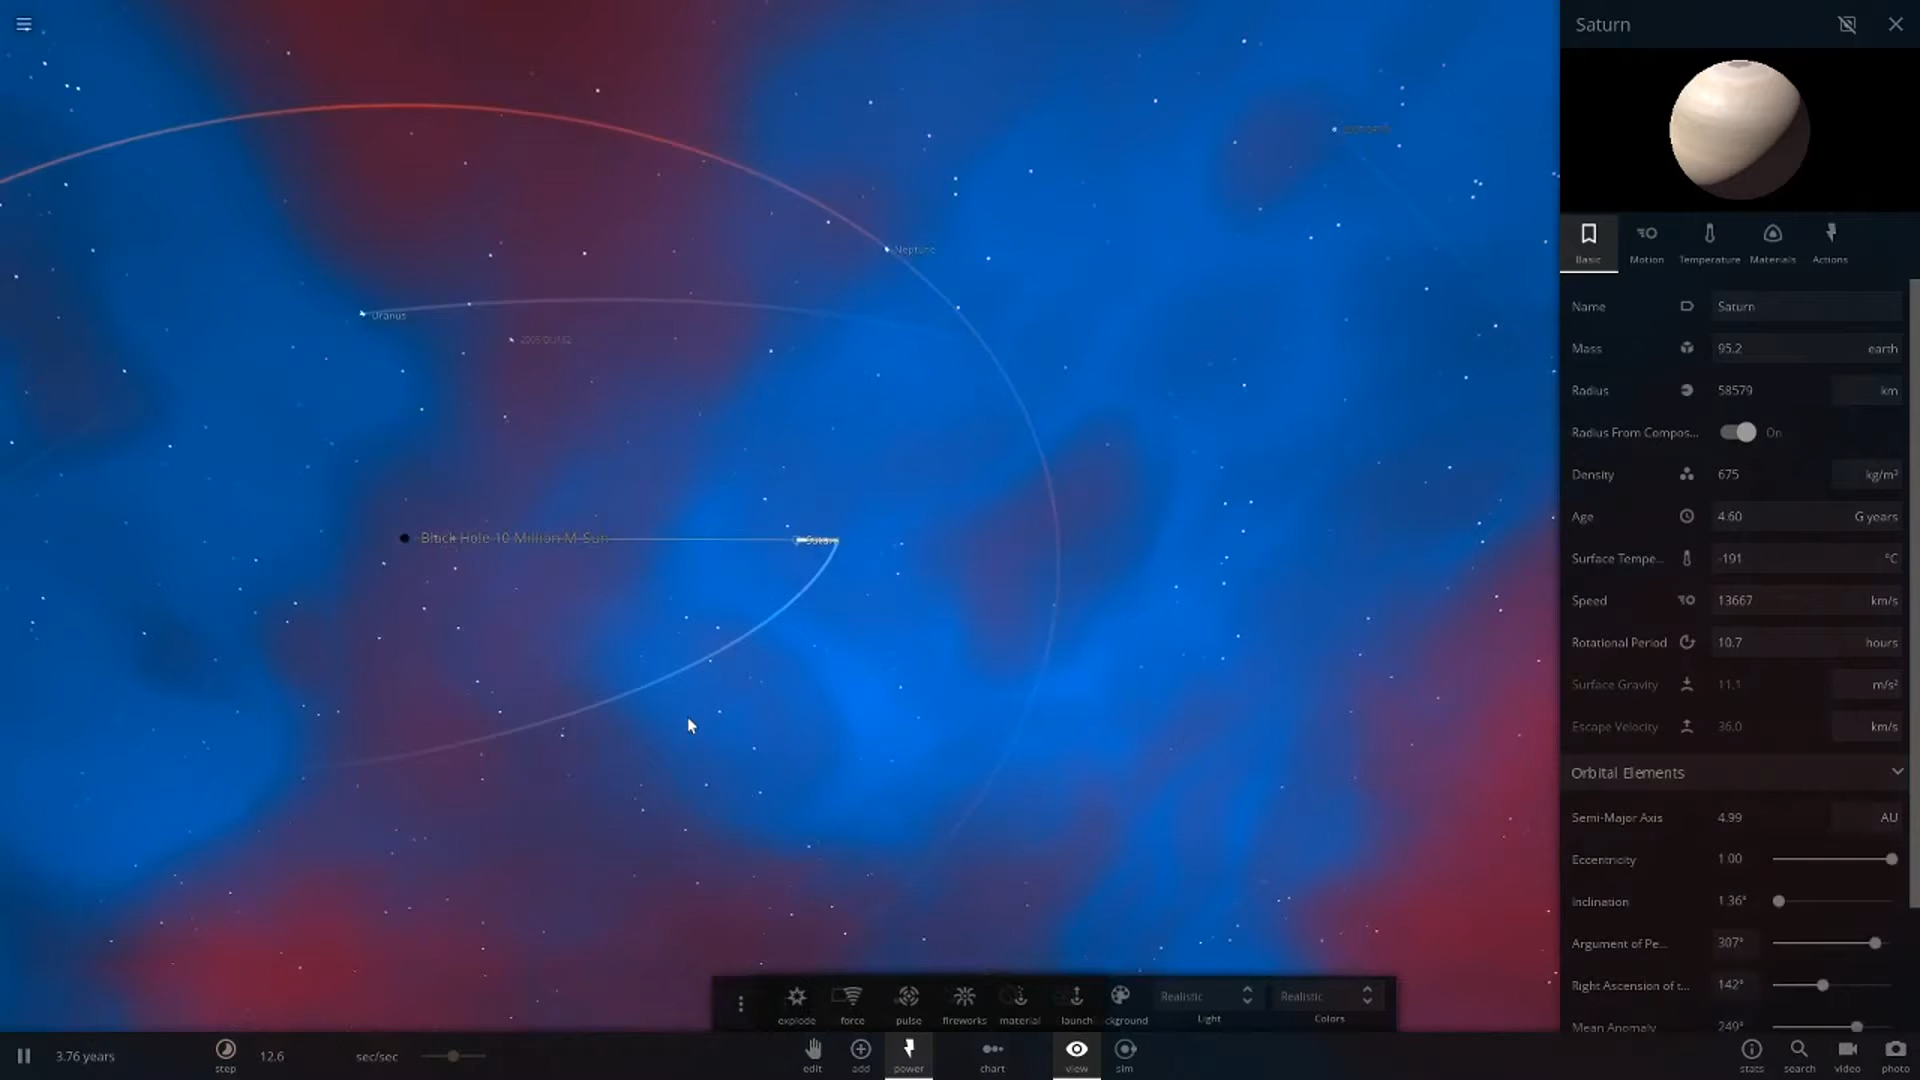 Saturn
Basic
Motion
Temperature
Materials
Actions
Name
Saturn
Mass
95.2
earth
Radius
58579
km
Radius From Compos...
On
Density
675
kg/m³
Age
4.60
G years
Surface Tempe...
-191
°C
Speed
13667
km/s
Rotational Period
10.7
hours
Surface Gravity
11.1
m/s²
Escape Velocity
36.0
km/s
Orbital Elements
Semi-Major Axis
4.99
AU
Eccentricity
1.00
Inclination
1.36°
Argument of Pe...
307°
Right Ascension of t...
142°
Mean Anomaly
249°
Neptune
Uranus
Black Hole 10 Million M-Sun
Saturn
explode
force
pulse
fireworks
material
launch
ckground
Realistic
Light
Realistic
Colors
3.76 years
step
12.6
sec/sec
edit
add
power
chart
view
sim
stats
search
video
photo